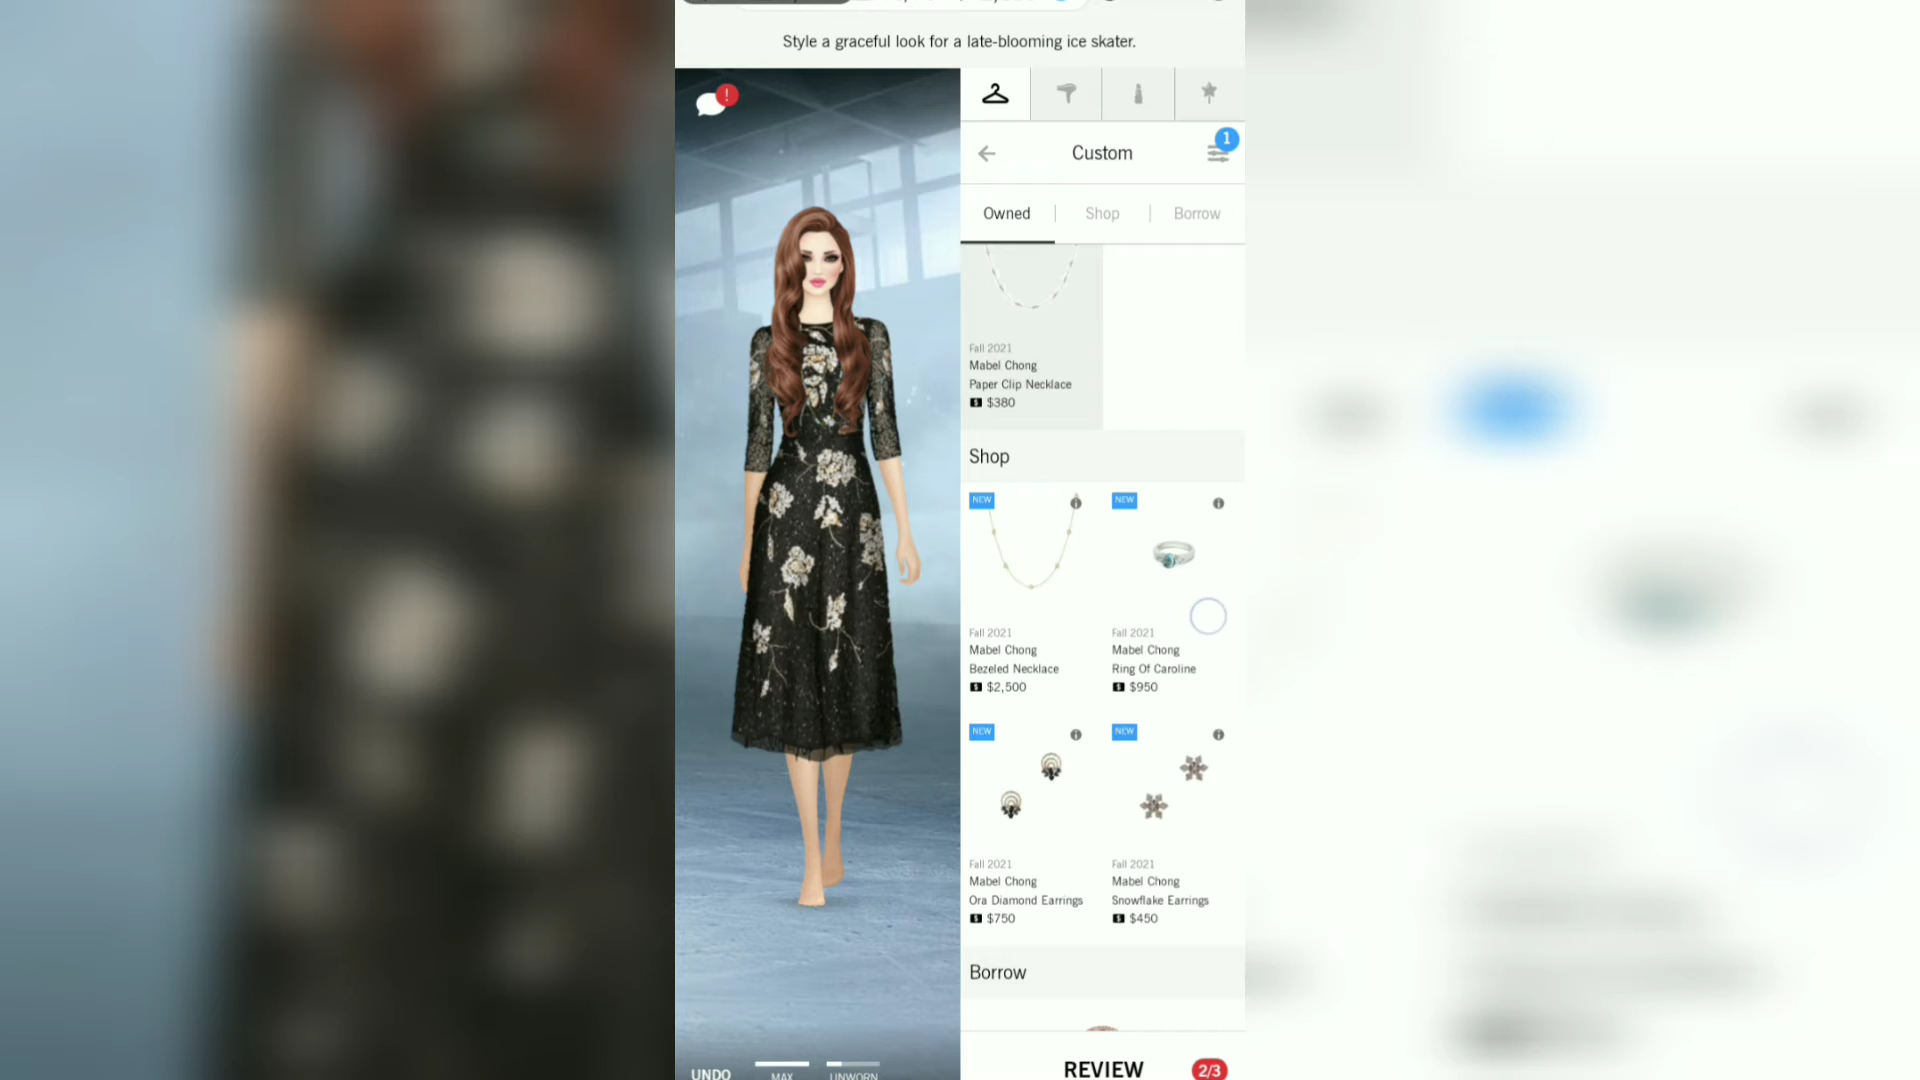 Style a graceful look for a late-blooming ice skater.
!
1
Custom
Owned
Shop
Borrow
Fall 2021
Mabel Chong
Paper Clip Necklace
$380
Shop
NEW
NEW
Fall 2021
Mabel Chong
Bezeled Necklace
$2,500
Fall 2021
Mabel Chong
Ring Of Caroline
$950
NEW
NEW
Fall 2021
Mabel Chong
Ora Diamond Earrings
$750
Fall 2021
Mabel Chong
Snowflake Earrings
$450
Borrow
UNDO
MAX
UNWORN
REVIEW
2/3